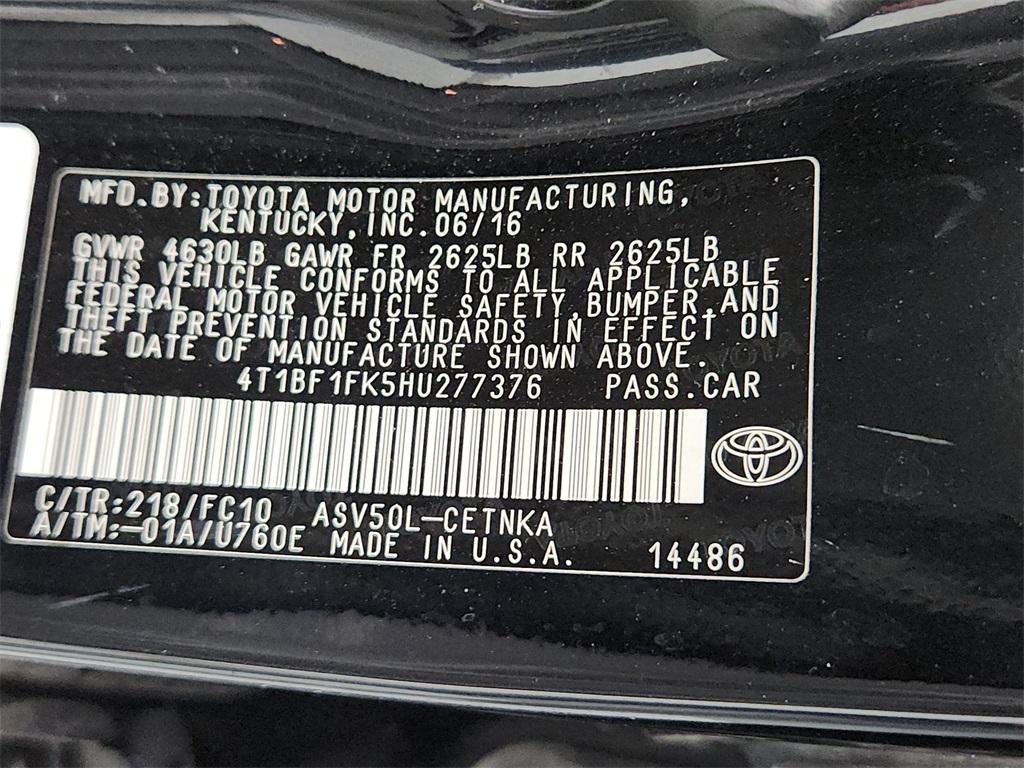 MFD.BY:TOYOTA MOTOR MANUFACTURING,
KENTUCKY,INC.06/16
GVWR 4630LB GAWR FR 2625LB RR 2625LB
THIS VEHICLE CONFORMS TO ALL APPLICABLE
FEDERAL MOTOR VEHICLE SAFETY,BUMPER,AND
THEFT PREVENTION STANDARDS IN EFFECT ON
THE DATE OF MANUFACTURE SHOWN ABOVE.
4T1BF1FK5HU277376 PASS.CAR
C/TR:218/FC10 ASV50L-CETNKA
A/TM:-01A/U760E MADE IN U.S.A. 14486